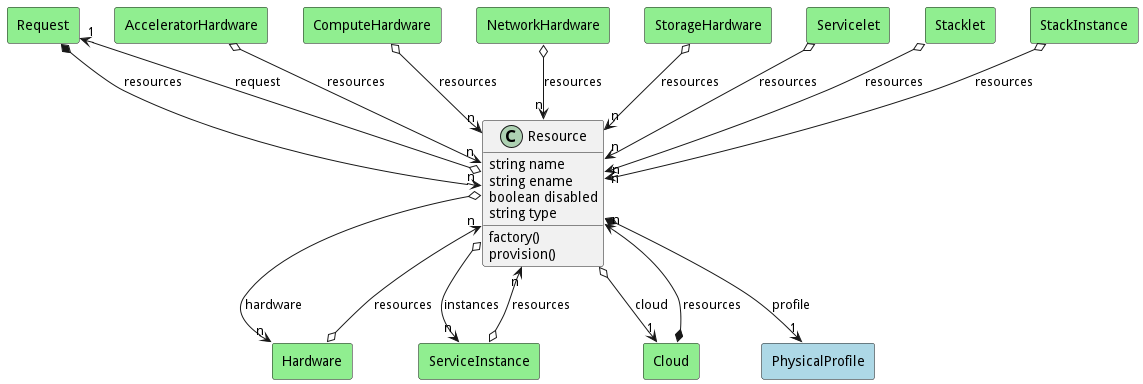 Request
AcceleratorHardware
ComputeHardware
NetworkHardware
StorageHardware
Servicelet
Stacklet
StackInstance
1
resources
request
resources
resources
resources
resources
resources
resources
resources
n
n
n
n
n
n
n
n
C Resource
string name
string ename
boolean disabled
string type
factory()
provision()
n
n
n
hardware
resources
instances
resources
cloud
resources
profile
n
n
1
1
Hardware
ServiceInstance
Cloud
PhysicalProfile